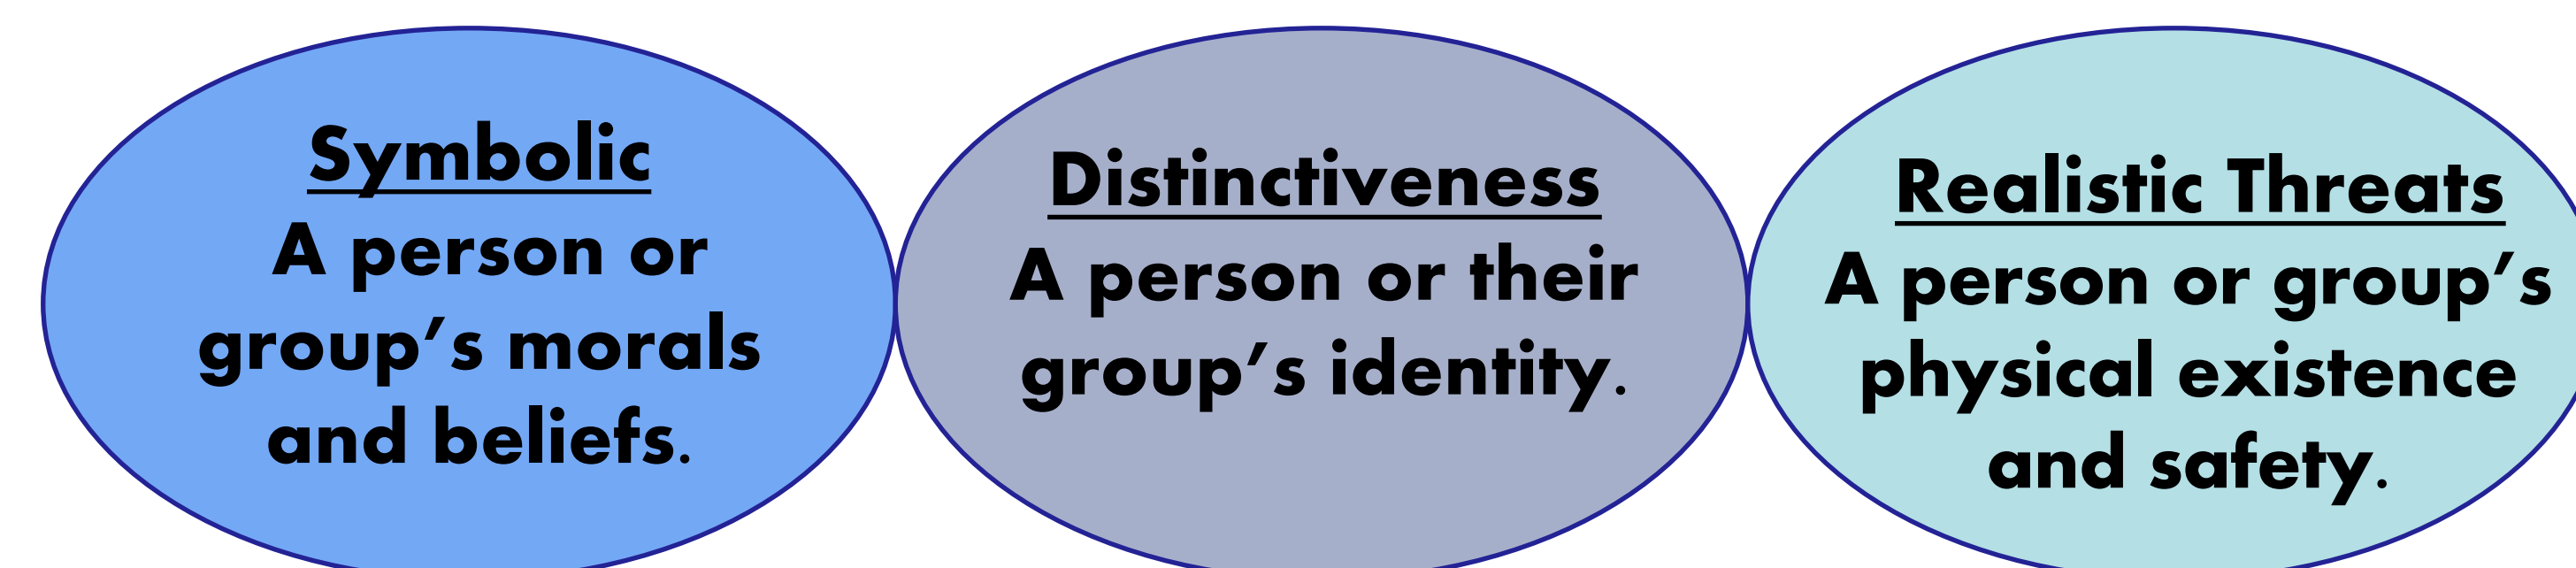 Symbolic
A person or
group’s morals
and beliefs.
Distinctiveness
A person or their
group’s identity.
Realistic Threats
A person or group’s
physical existence
and safety.